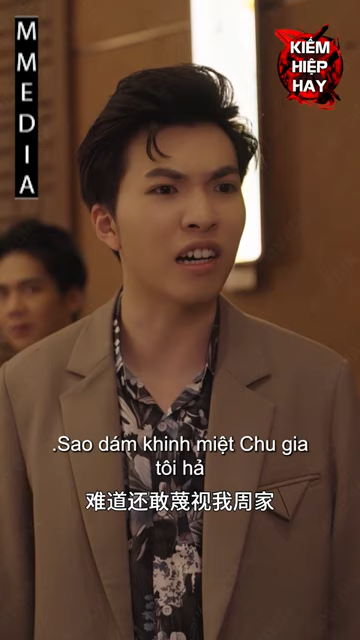 MMEDIA
KIẾM
HIỆP
HAY
.Sao dám khinh miệt Chu gia
tôi hả
难道还敢蔑视我周家